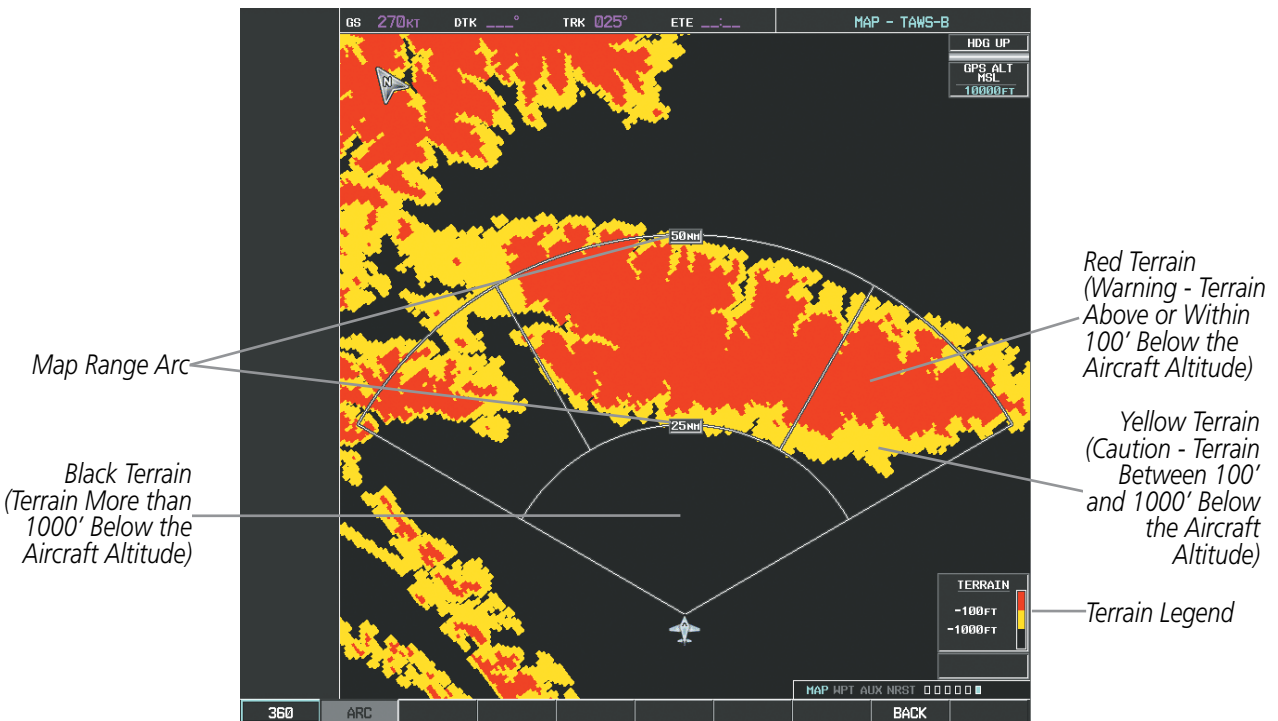 GS 270KT DTK ___° TRK 025° ETE __:__ MAP - TAWS-B
HDG UP
GPS ALT
MSL
10000FT
N
50NM
25NM
Map Range Arc
Black Terrain
(Terrain More than
1000’ Below the
Aircraft Altitude)
Red Terrain
(Warning - Terrain
Above or Within
100’ Below the
Aircraft Altitude)
Yellow Terrain
(Caution - Terrain
Between 100’
and 1000’ Below
the Aircraft
Altitude)
TERRAIN
-100FT
-1000FT
Terrain Legend
MAP WPT AUX NRST
360 ARC BACK